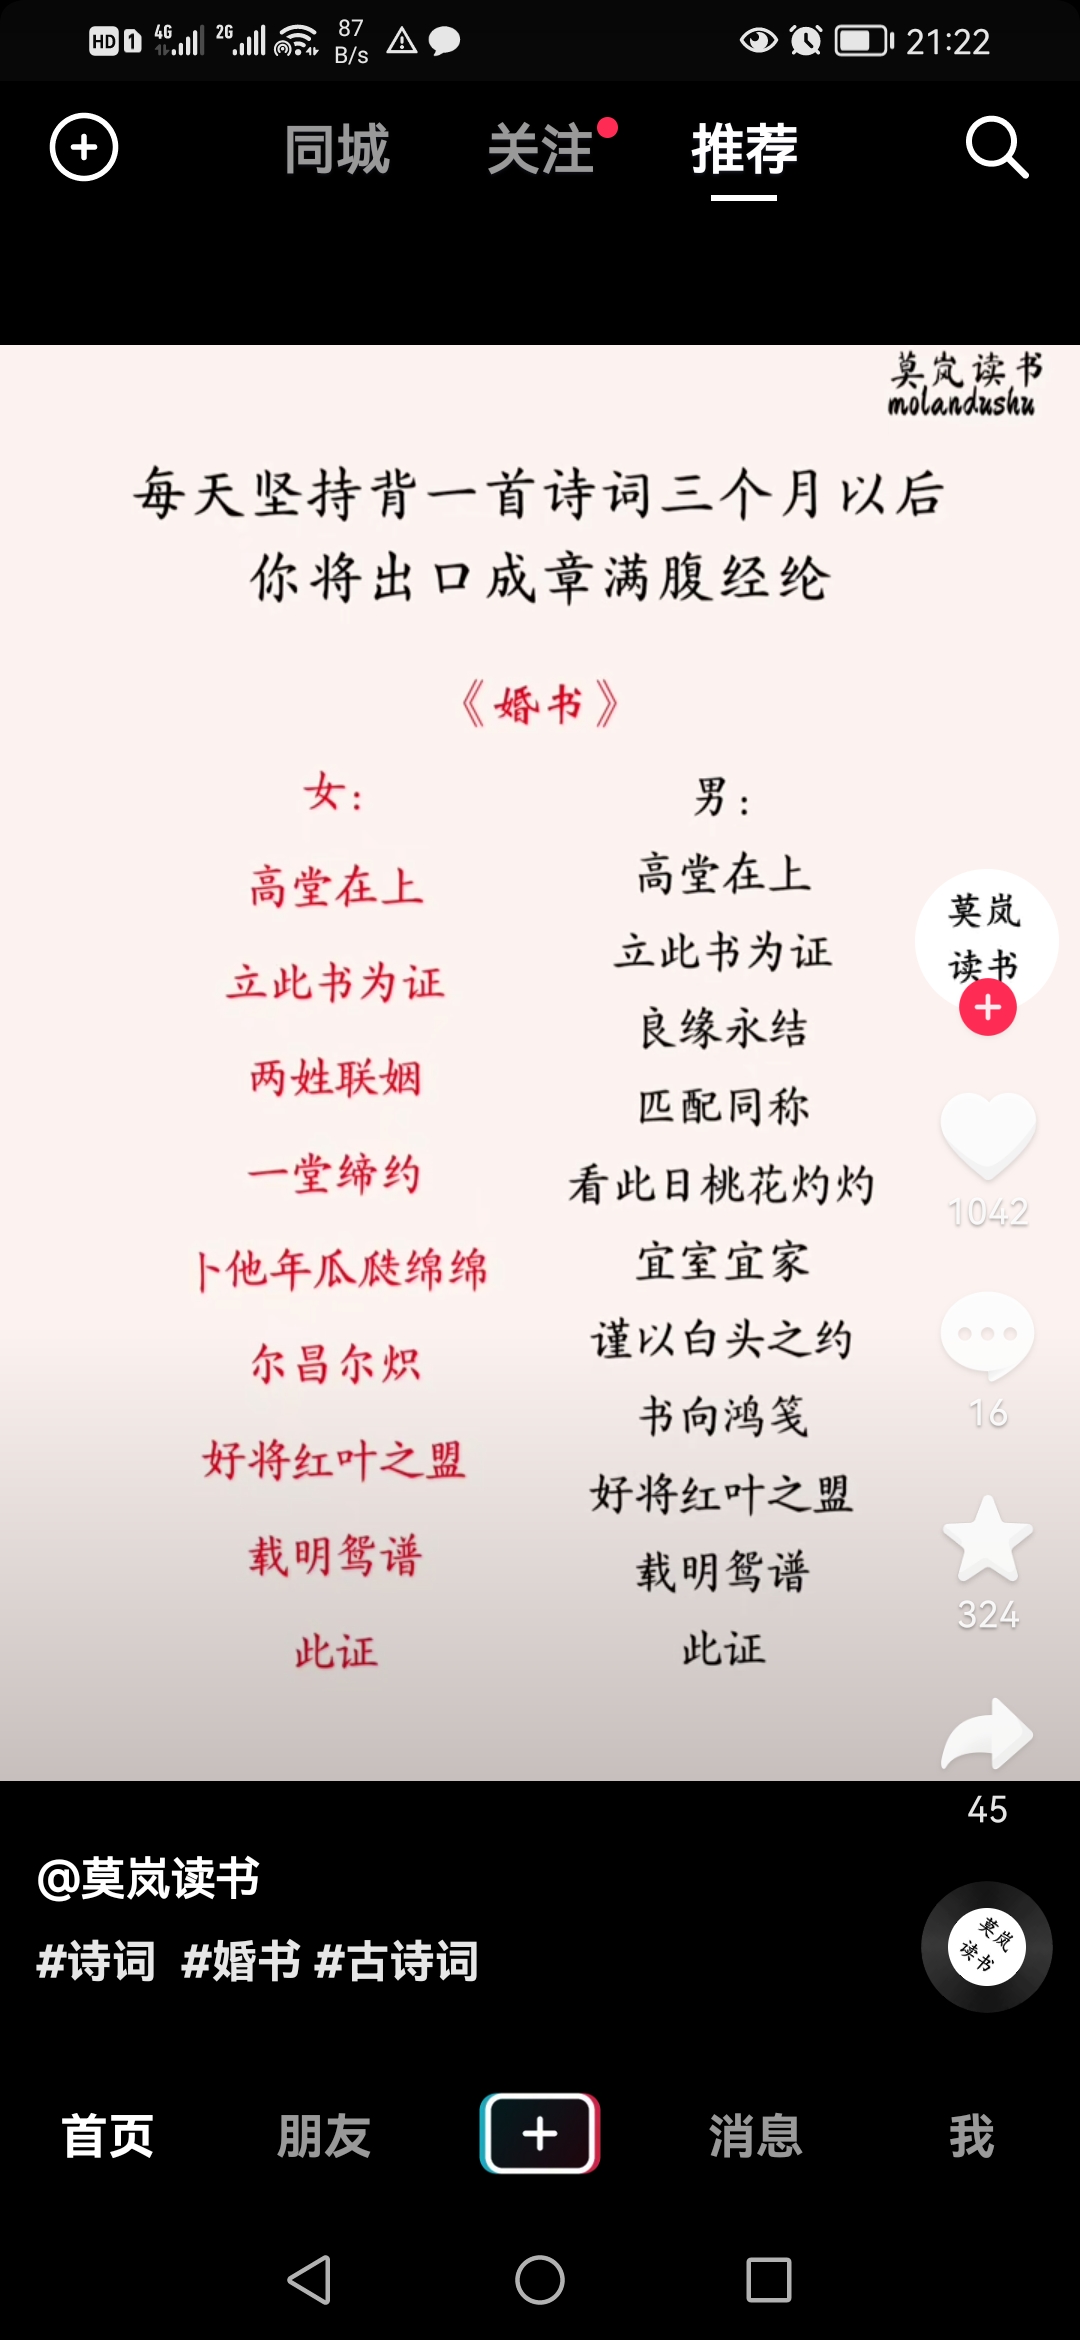 HD 1 4G 2G 87 B/s 21:22
同城 关注 推荐
莫岚读书
molandushu
每天坚持背一首诗词三个月以后
你将出口成章满腹经纶
《婚书》
女：
高堂在上
立此书为证
两姓联姻
一堂缔约
卜他年瓜瓞绵绵
尔昌尔炽
好将红叶之盟
载明鸳谱
此证
男：
高堂在上
立此书为证
良缘永结
匹配同称
看此日桃花灼灼
宜室宜家
谨以白头之约
书向鸿笺
好将红叶之盟
载明鸳谱
此证
莫岚
读书
1042
16
324
45
@莫岚读书
#诗词 #婚书 #古诗词
莫岚
读书
首页 朋友 消息 我